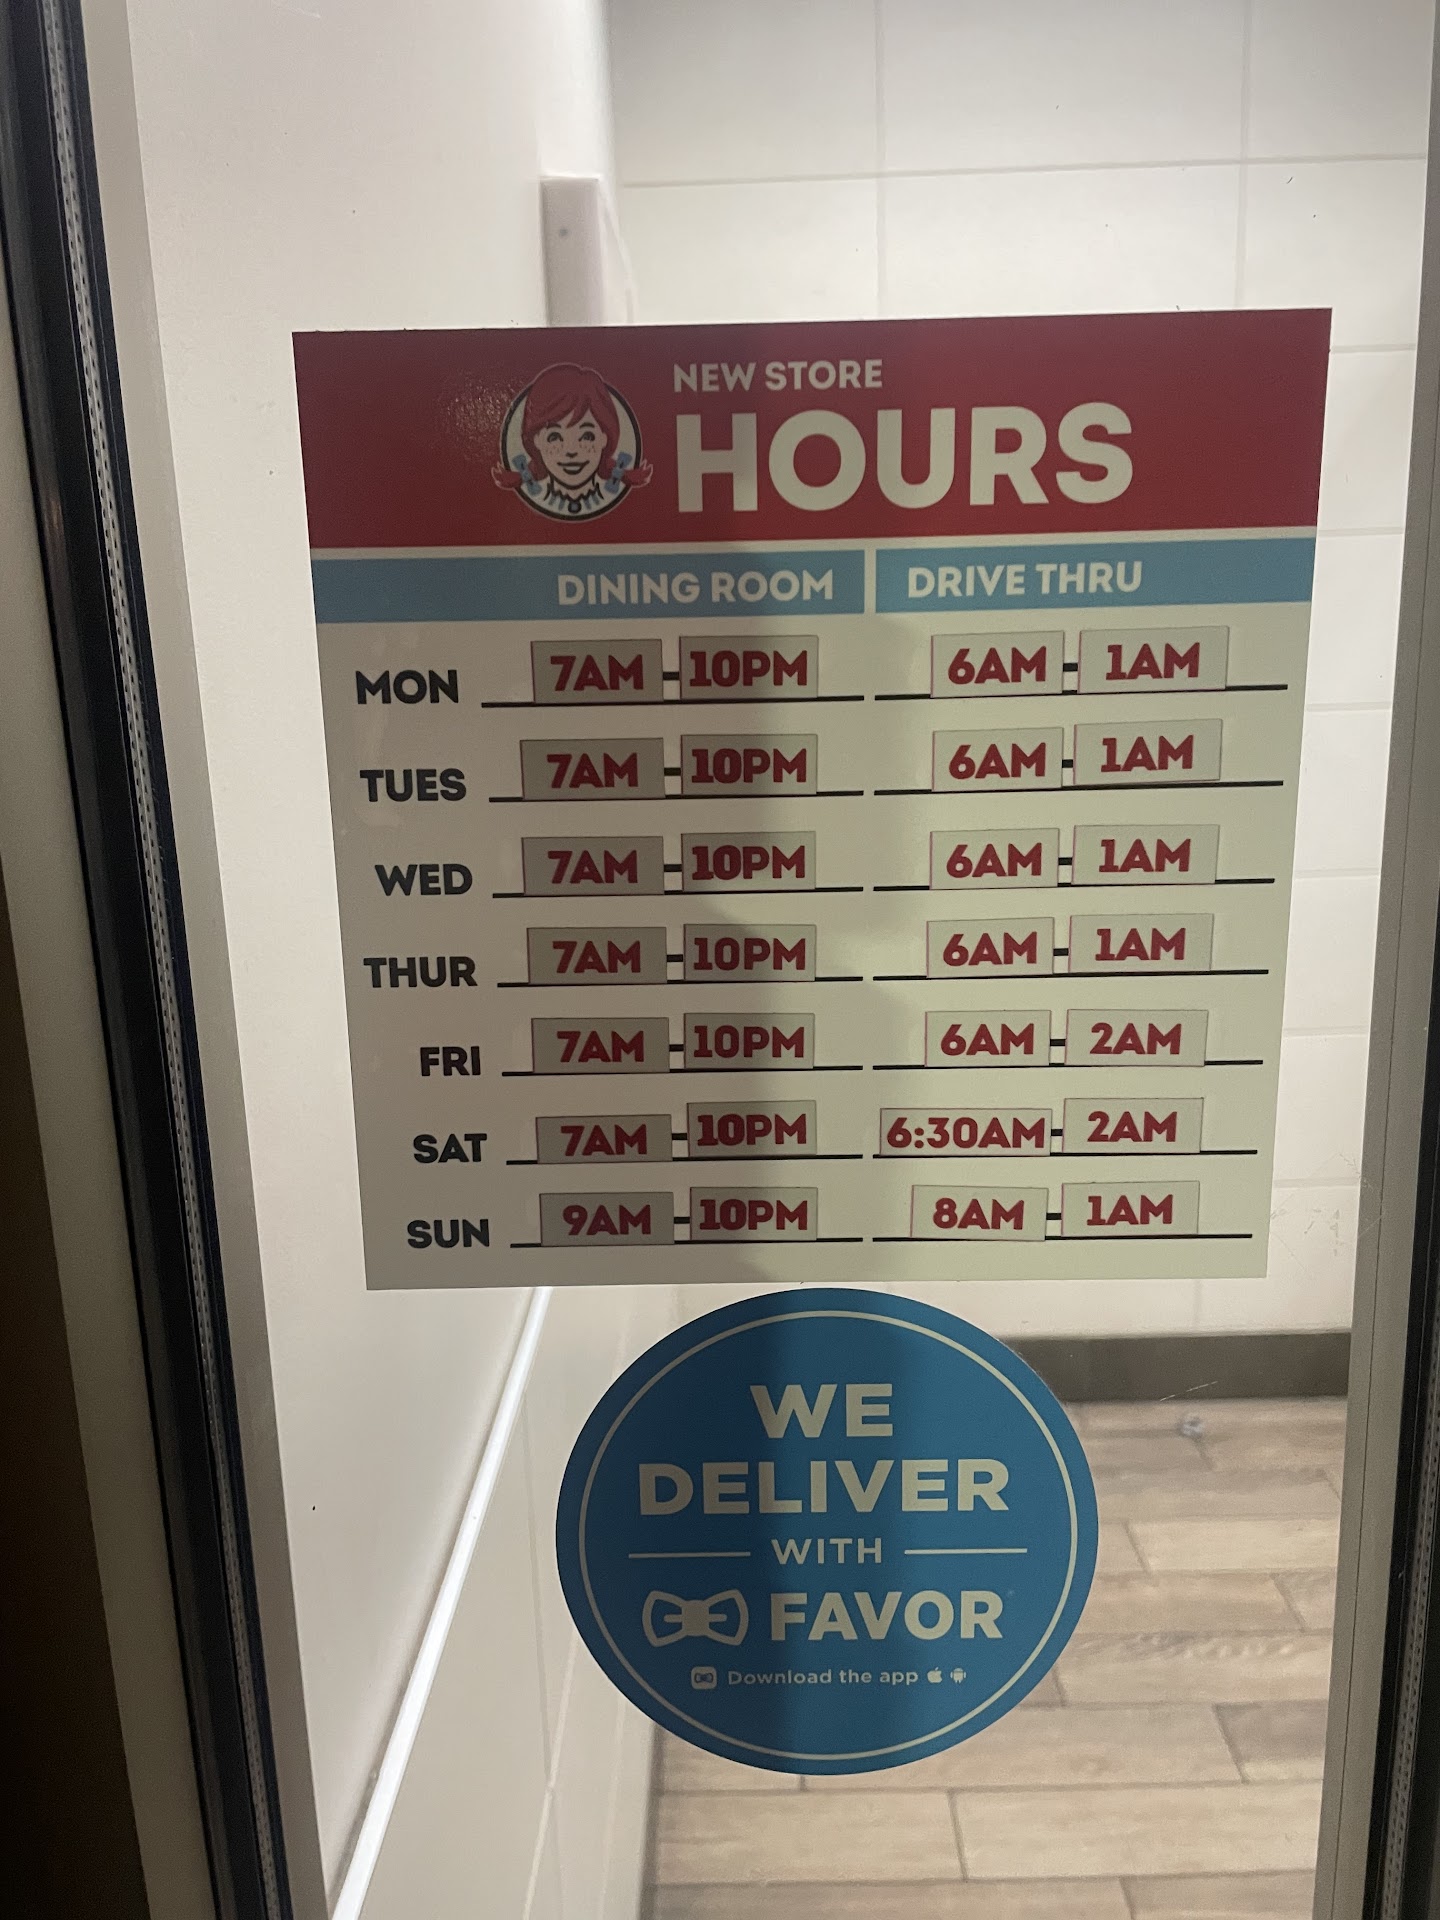 NEW STORE
HOURS
DINING ROOM DRIVE THRU
MON 7AM - 10PM 6AM - 1AM
TUES 7AM - 10PM 6AM - 1AM
WED 7AM - 10PM 6AM - 1AM
THUR 7AM - 10PM 6AM - 1AM
FRI 7AM - 10PM 6AM - 2AM
SAT 7AM - 10PM 6:30AM - 2AM
SUN 9AM - 10PM 8AM - 1AM
WE
DELIVER
WITH
FAVOR
Download the app